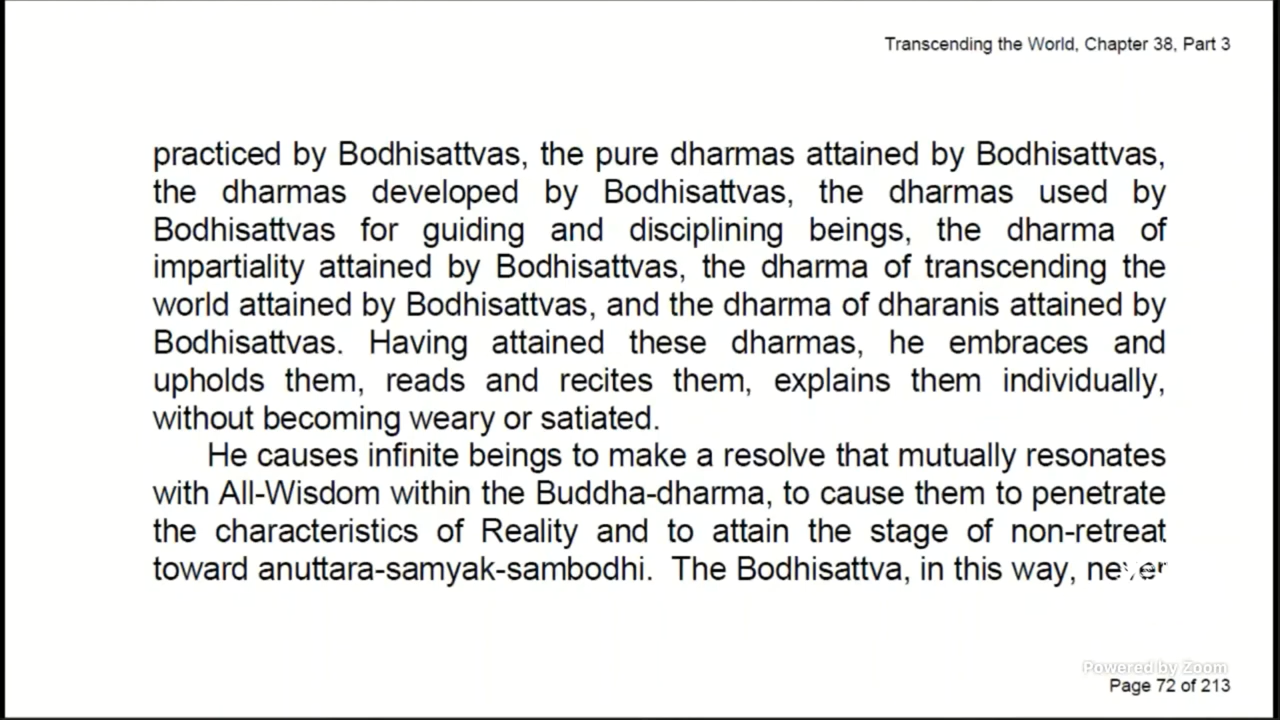 Transcending the World, Chapter 38, Part 3
practiced by Bodhisattvas, the pure dharmas attained by Bodhisattvas,
the dharmas developed by Bodhisattvas, the dharmas used by
Bodhisattvas for guiding and disciplining beings, the dharma of
impartiality attained by Bodhisattvas, the dharma of transcending the
world attained by Bodhisattvas, and the dharma of dharanis attained by
Bodhisattvas. Having attained these dharmas, he embraces and
upholds them, reads and recites them, explains them individually,
without becoming weary or satiated.
He causes infinite beings to make a resolve that mutually resonates
with All-Wisdom within the Buddha-dharma, to cause them to penetrate
the characteristics of Reality and to attain the stage of non-retreat
toward anuttara-samyak-sambodhi. The Bodhisattva, in this way, never
Powered by Zoom
Page 72 of 213